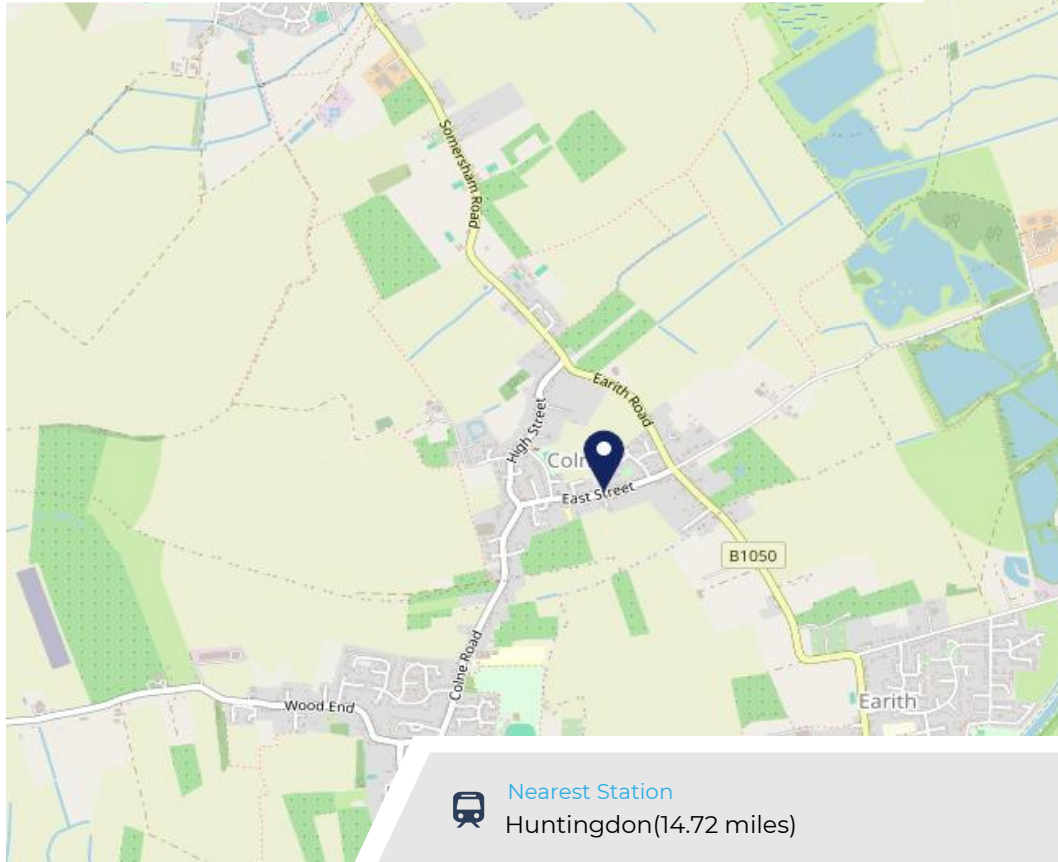 Somersham Road
Earith Road
High Street
East Street
B1050
Colne Road
Wood End
Earith
Nearest Station
Huntingdon(14.72 miles)